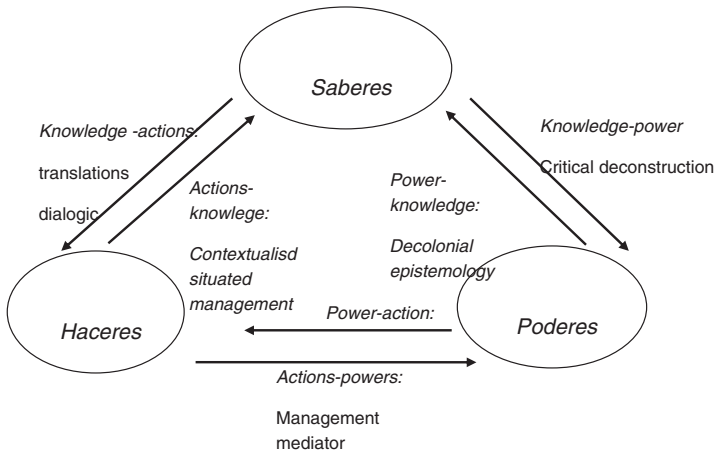 Saberes
Knowledge -actions:
translations
dialogic
Actions-
knowlege:
Contextualisd
situated
management
Power-
knowledge:
Decolonial
epistemology
Knowledge-power
Critical deconstruction
Haceres
Power-action:
Poderes
Actions-powers:
Management
mediator